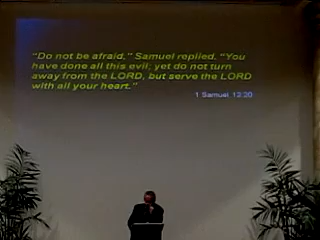 “Do not be afraid,” Samuel replied. “You
have done all this evil; yet do not turn
away from the LORD, but serve the LORD
with all your heart.”
1 Samuel 12:20